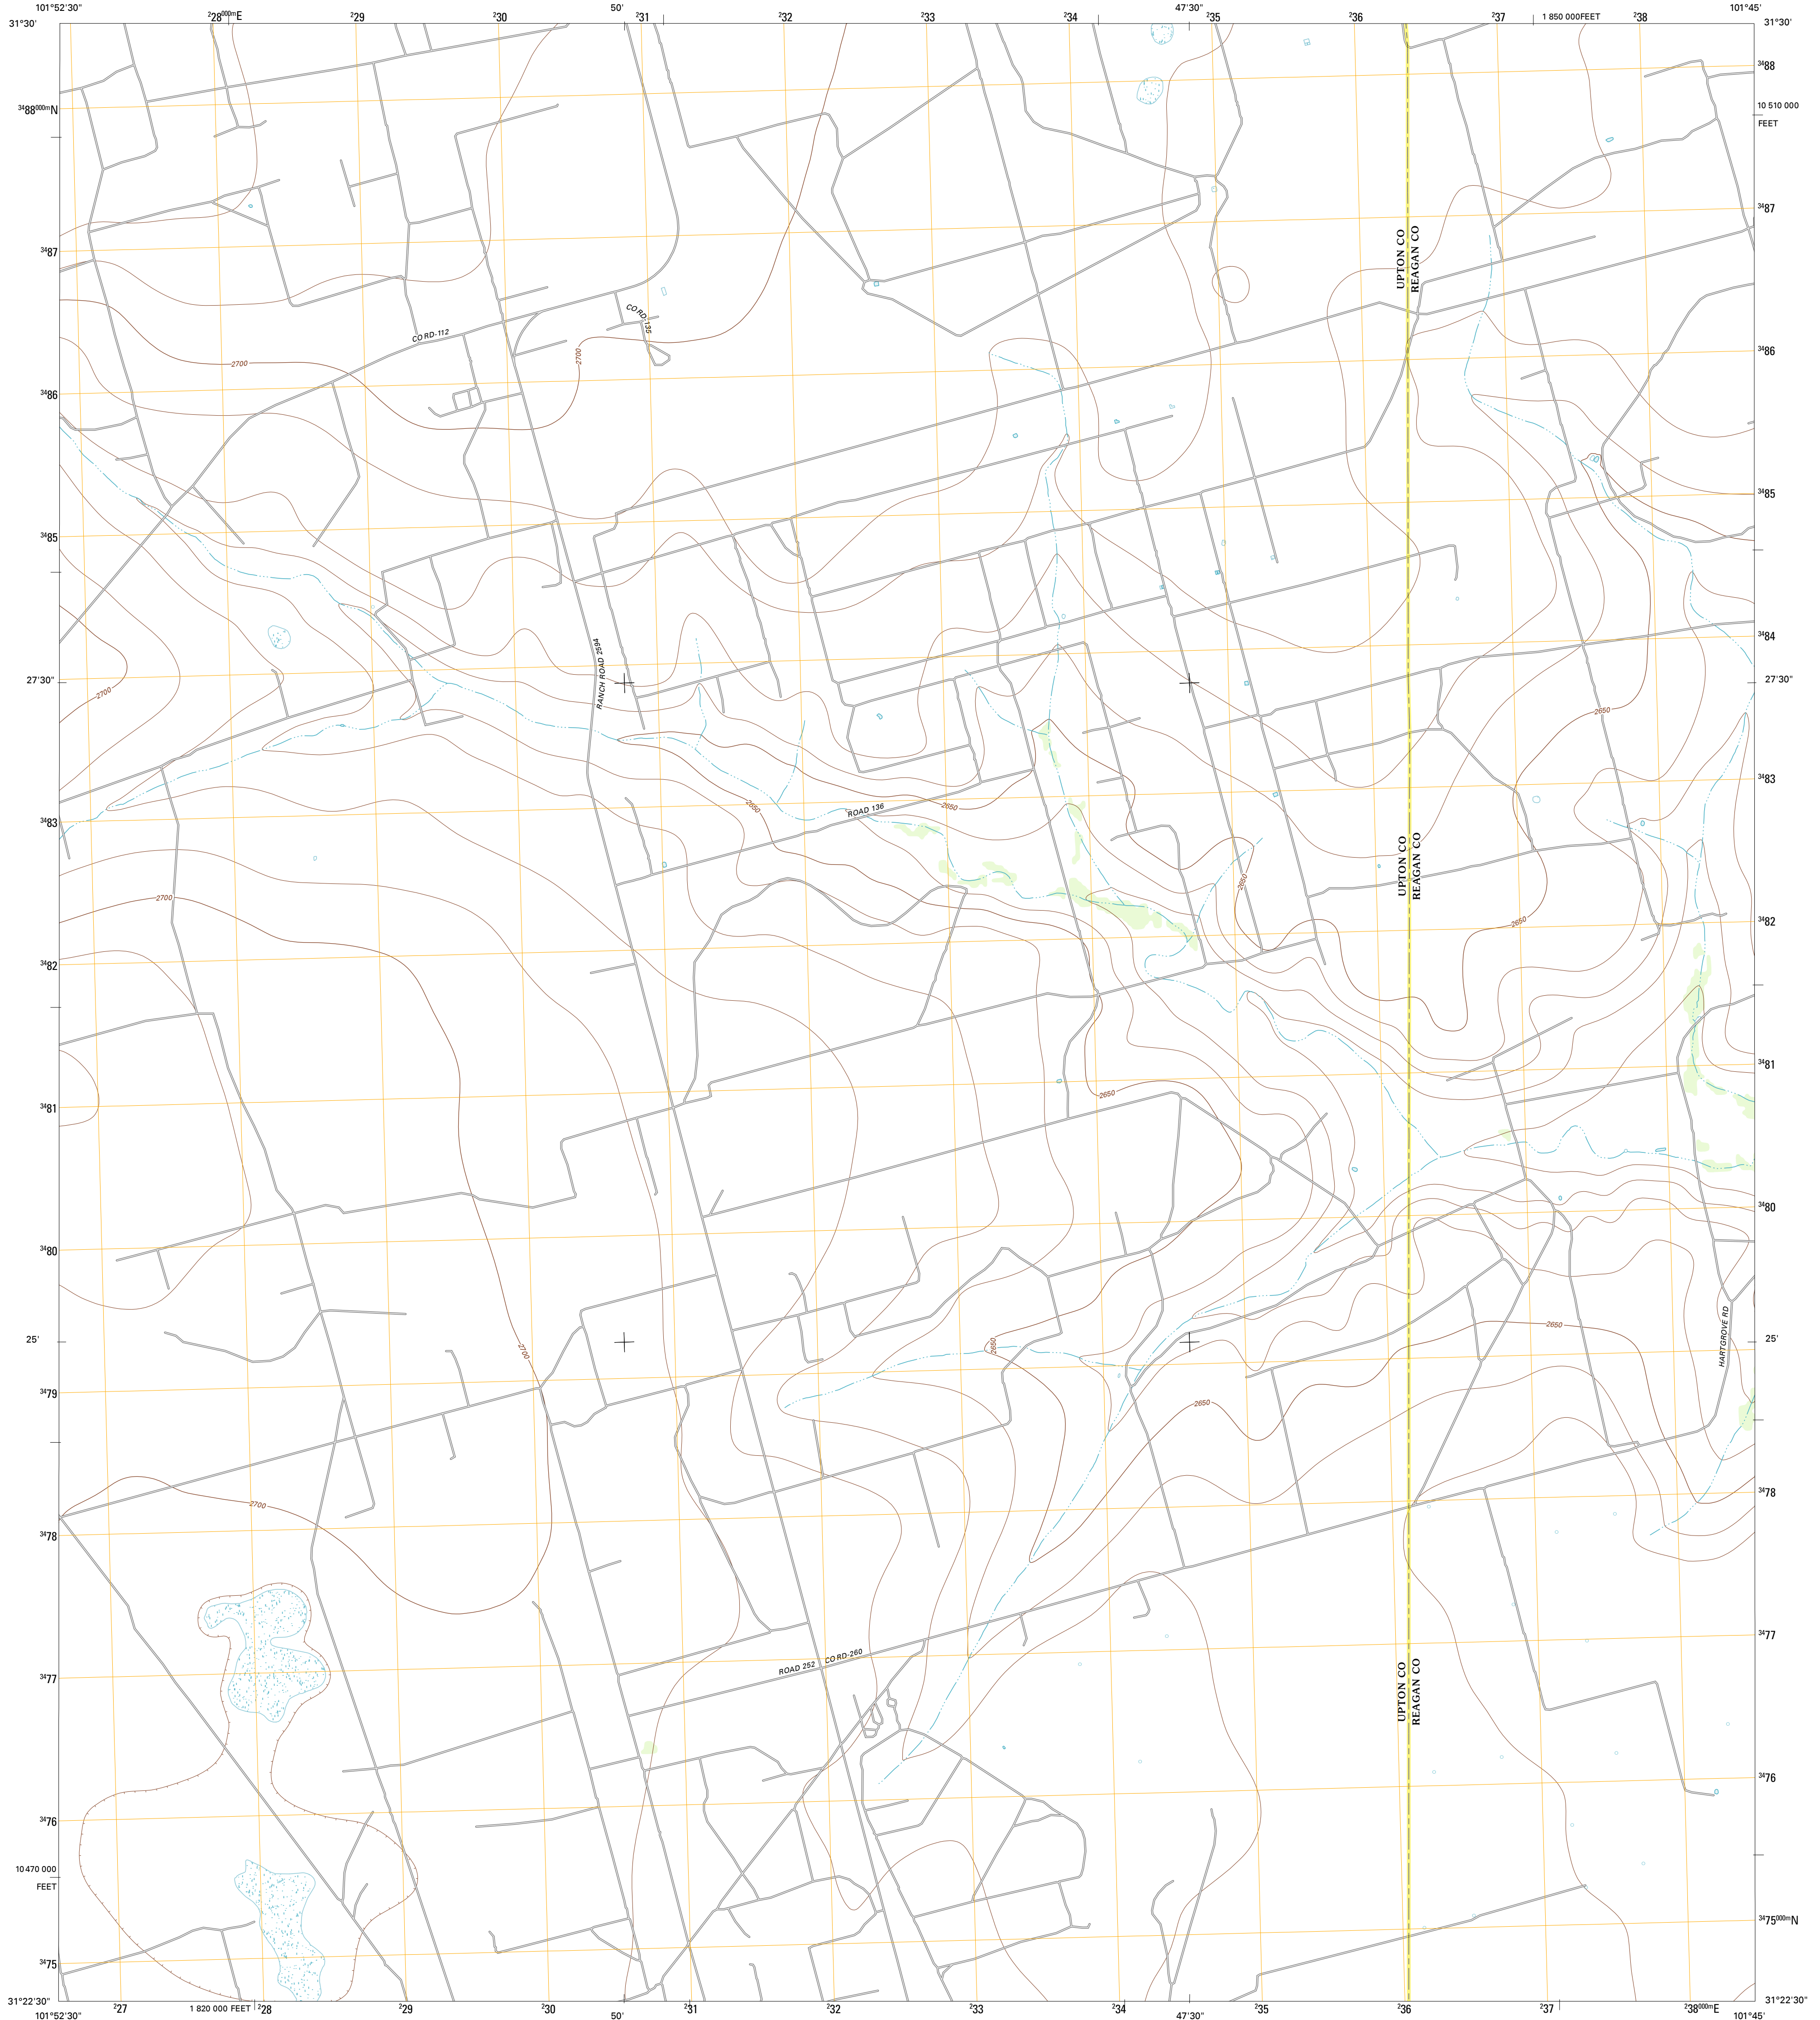 101°52'30" ²28⁰⁰⁰ᵐE ²29 ²30 50' ²31 ²32 ²33 ²34 47'30" ²35 ²36 ²37 1 850 000 FEET ²38 101°45'
31°30' 31°30'
³⁴88
³⁴88⁰⁰⁰ᵐN 10 510 000
FEET
³⁴87
UPTON CO
REAGAN CO
³⁴87
CO RD-135
CO RD-112
³⁴86
2700
2700
³⁴86
³⁴85
³⁴85
³⁴84
RANCH ROAD 2594
27'30" 27'30"
2700
2650
³⁴84
³⁴83
2650
2650
ROAD 136
³⁴83
UPTON CO
REAGAN CO
2650
2700
2650
³⁴82
³⁴82
³⁴81
2650
³⁴81
³⁴80
³⁴80
2650
HARTGROVE RD
25' 25'
2650
2700
³⁴79
2650
³⁴78
2700
³⁴78
³⁴77
ROAD 252 CO RD-260
UPTON CO
REAGAN CO
³⁴77
³⁴76
³⁴76
10 470 000
FEET
³⁴75⁰⁰⁰ᵐN
³⁴75
31°22'30" 31°22'30"
²27 1 820 000 FEET ²28 ²29 ²30 ²31 ²32 ²33 ²34 ²35 ²36 ²37 ²38⁰⁰⁰ᵐE
101°52'30" 50' 47'30" 101°45'